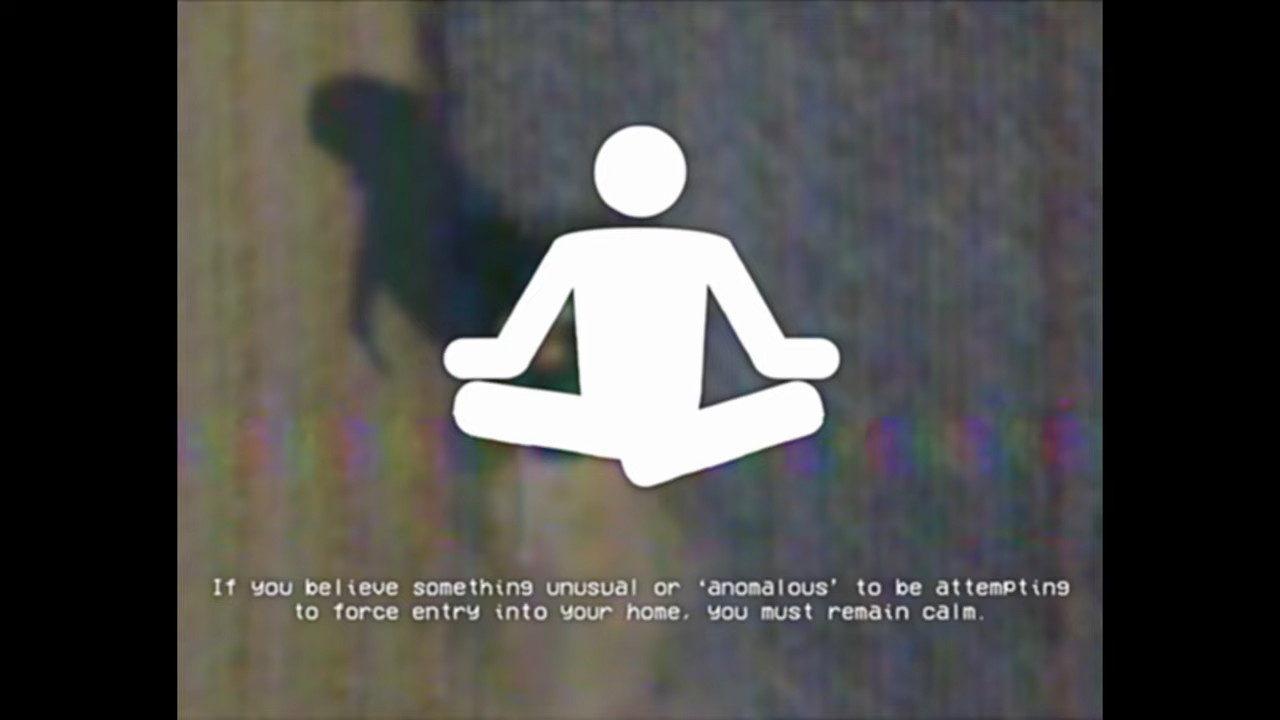 If you believe something unusual or ‘anomalous’ to be attempting
to force entry into your home, you must remain calm.